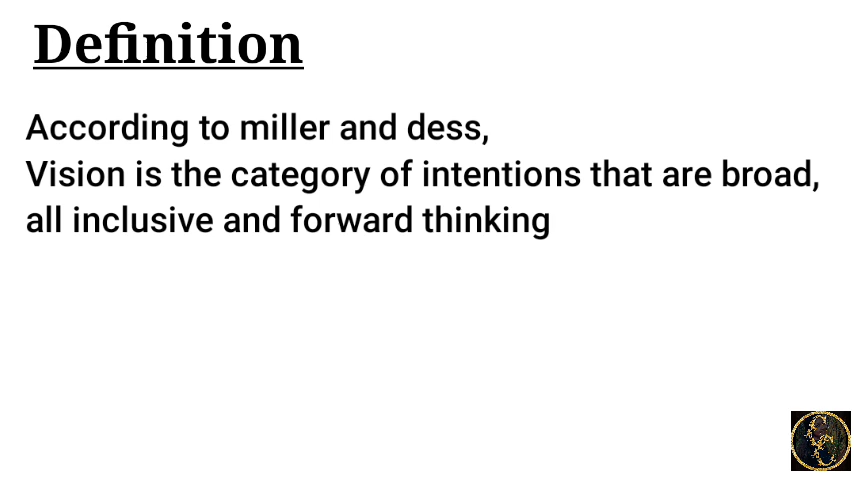 Definition
According to miller and dess,
Vision is the category of intentions that are broad,
all inclusive and forward thinking